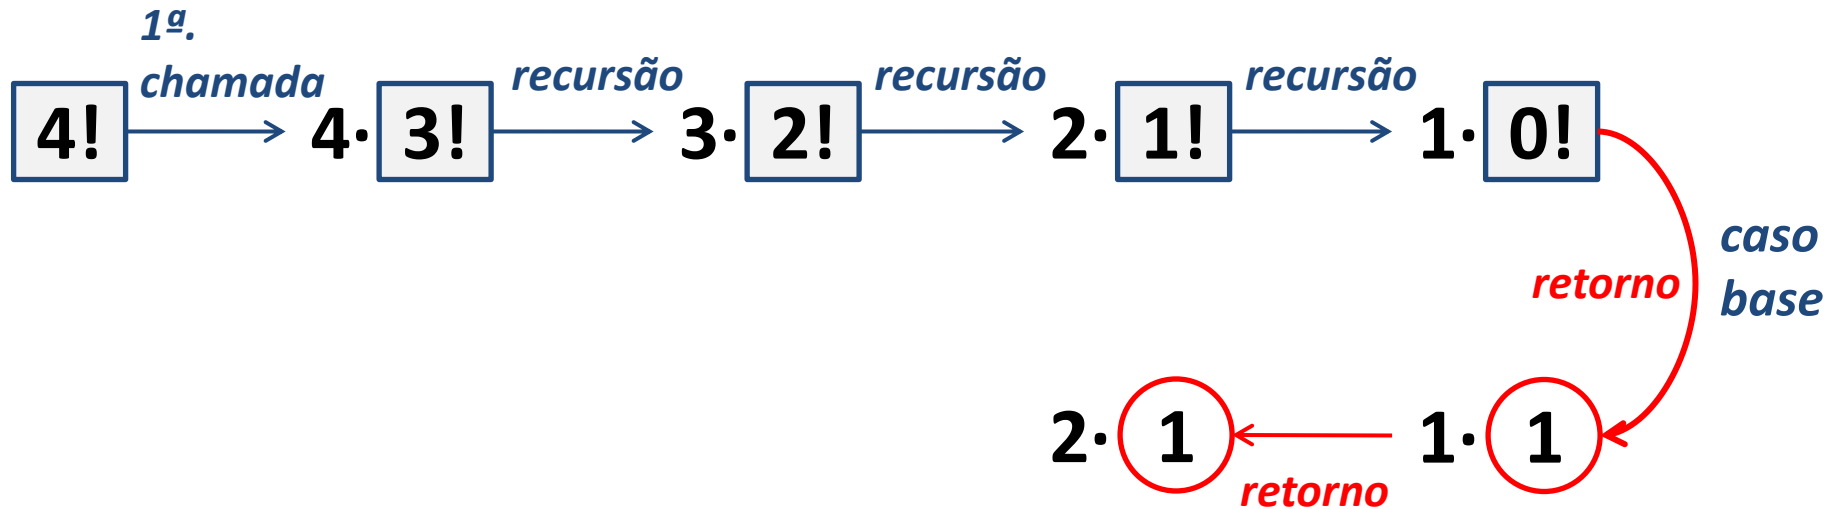 1ª.
chamada recursão recursão recursão
4! 4· 3! 3· 2! 2· 1! 1· 0!
caso
retorno
base
2· 1 1· 1
retorno